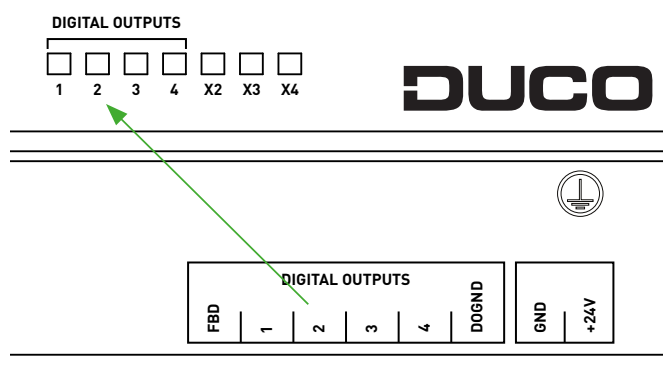 DIGITAL OUTPUTS
1 2 3 4 X2 X3 X4
DUCO
DIGITAL OUTPUTS
FBD 1 2 3 4 DOGND GND +24V